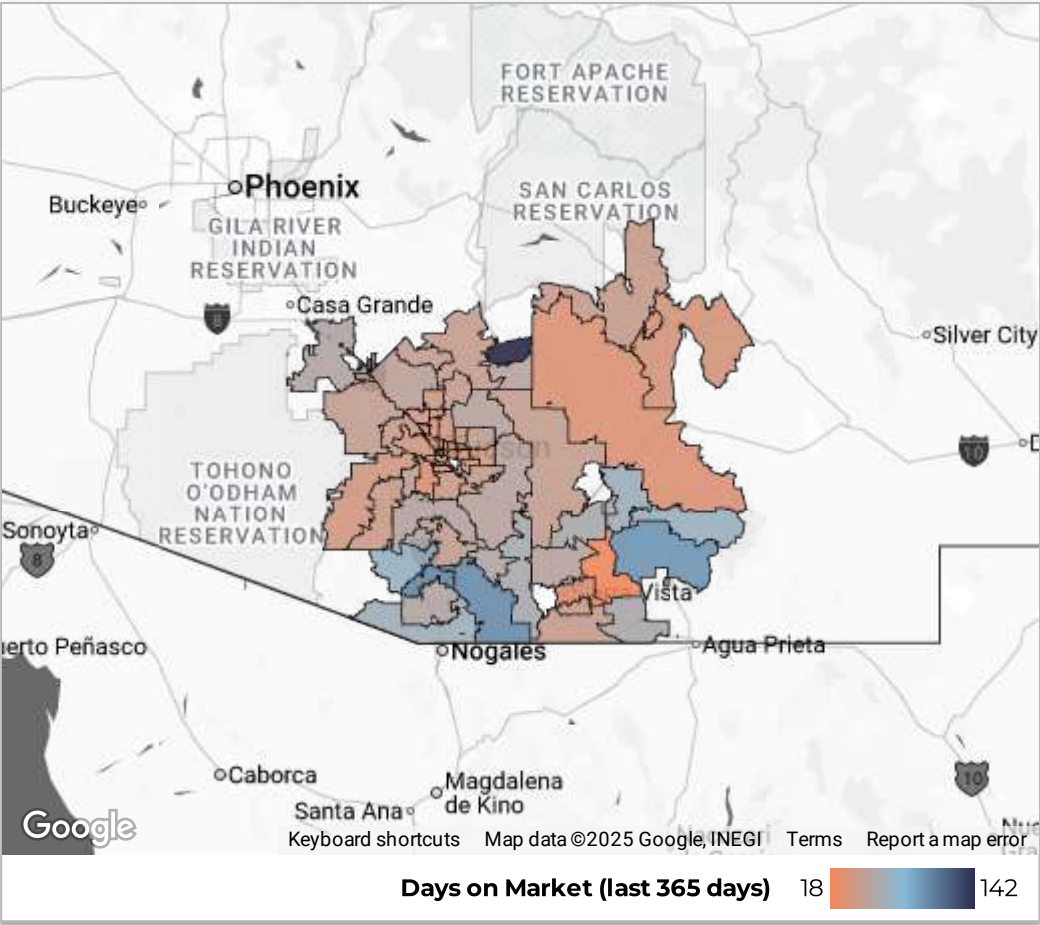 FORT APACHE
RESERVATION
Phoenix
SAN CARLOS
RESERVATION
Buckeye
GILA RIVER
INDIAN
RESERVATION
Casa Grande
8
Silver City
10
D
TOHONO
O'ODHAM
NATION
RESERVATION
Sonoyta
8
Vista
Agua Prieta
Nogales
uerto Peñasco
Caborca
Magdalena
de Kino
Santa Ana
10
Google
Keyboard shortcuts Map data ©2025 Google, INEGI Terms Report a map error
Days on Market (last 365 days) 18 142